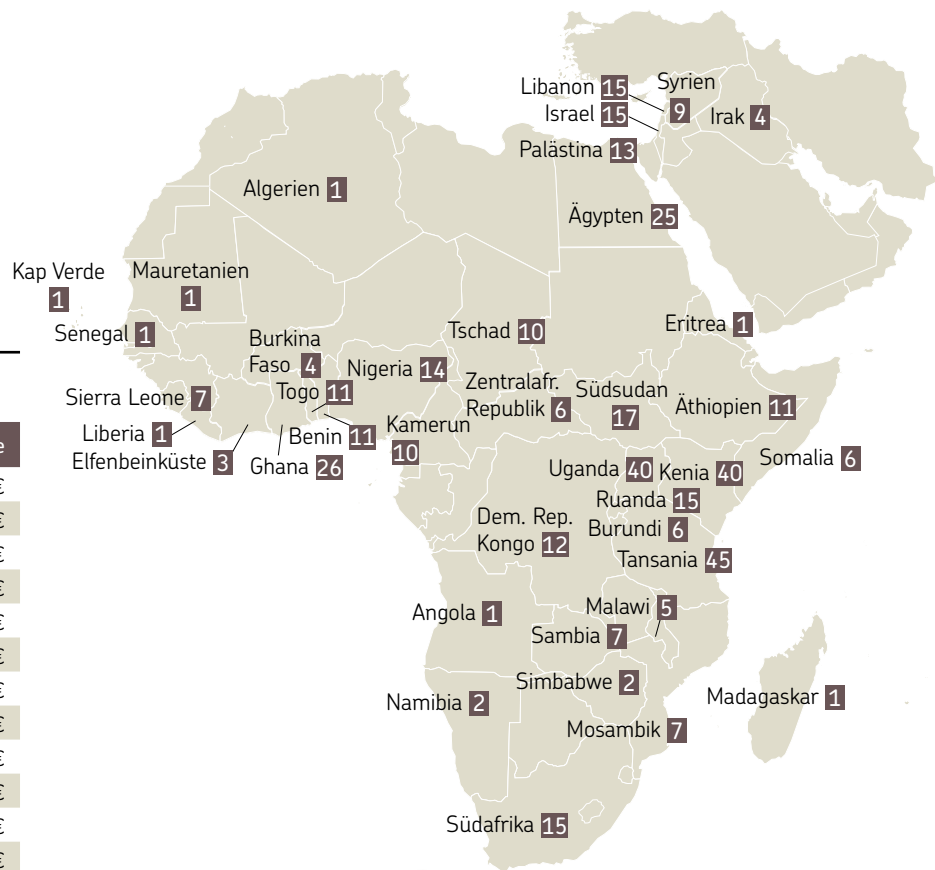 Libanon 15
Syrien
9
Israel 15
Irak 4
Palästina 13
Algerien 1
Ägypten 25
Kap Verde
1
Mauretanien
1
Senegal 1
Tschad 10
Eritrea 1
Burkina
Faso 4
Nigeria 14
Togo 11
Zentralafr.
Republik 6
Südsudan
17
Äthiopien 11
Sierra Leone 7
Liberia 1
Benin 11
Kamerun
10
Elfenbeinküste 3
Ghana 26
Somalia 6
Uganda 40
Kenia 40
Ruanda 15
Dem. Rep.
Kongo 12
Burundi 6
Tansania 45
Malawi 5
Angola 1
Sambia 7
Simbabwe 2
Namibia 2
Madagaskar 1
Mosambik 7
Südafrika 15
e
€
€
€
€
€
€
€
€
€
€
€
€